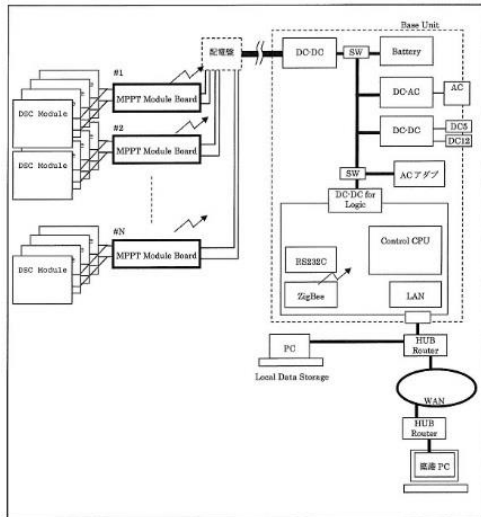 Base Unit
配電盤
DC-DC
SW
Battery
#1
MPPT Module Board
DSC Module
DC-AC
AC
#2
MPPT Module Board
DSC Module
DC-DC
DC5
DC12
SW
ACアダプ
DC-DC for
Logic
#N
MPPT Module Board
DSC Module
Control CPU
RS232C
ZigBee
LAN
PC
HUB
Router
Local Data Storage
WAN
HUB
Router
PC